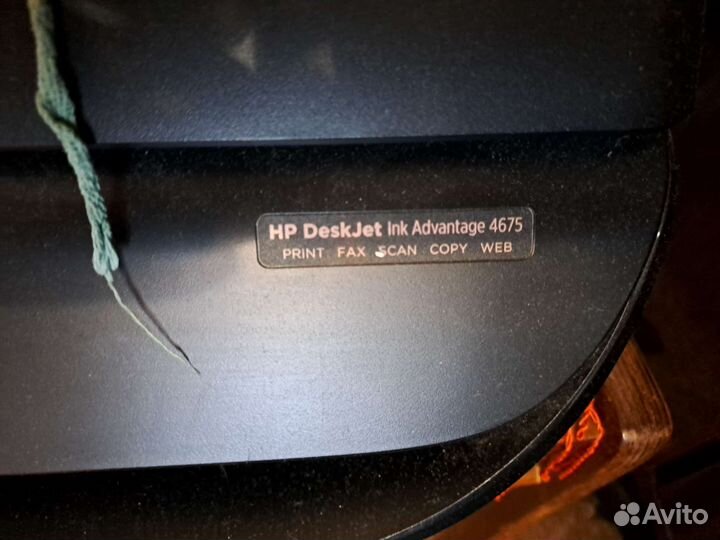 HP DeskJet Ink Advantage 4675
PRINT FAX SCAN COPY WEB
Avito